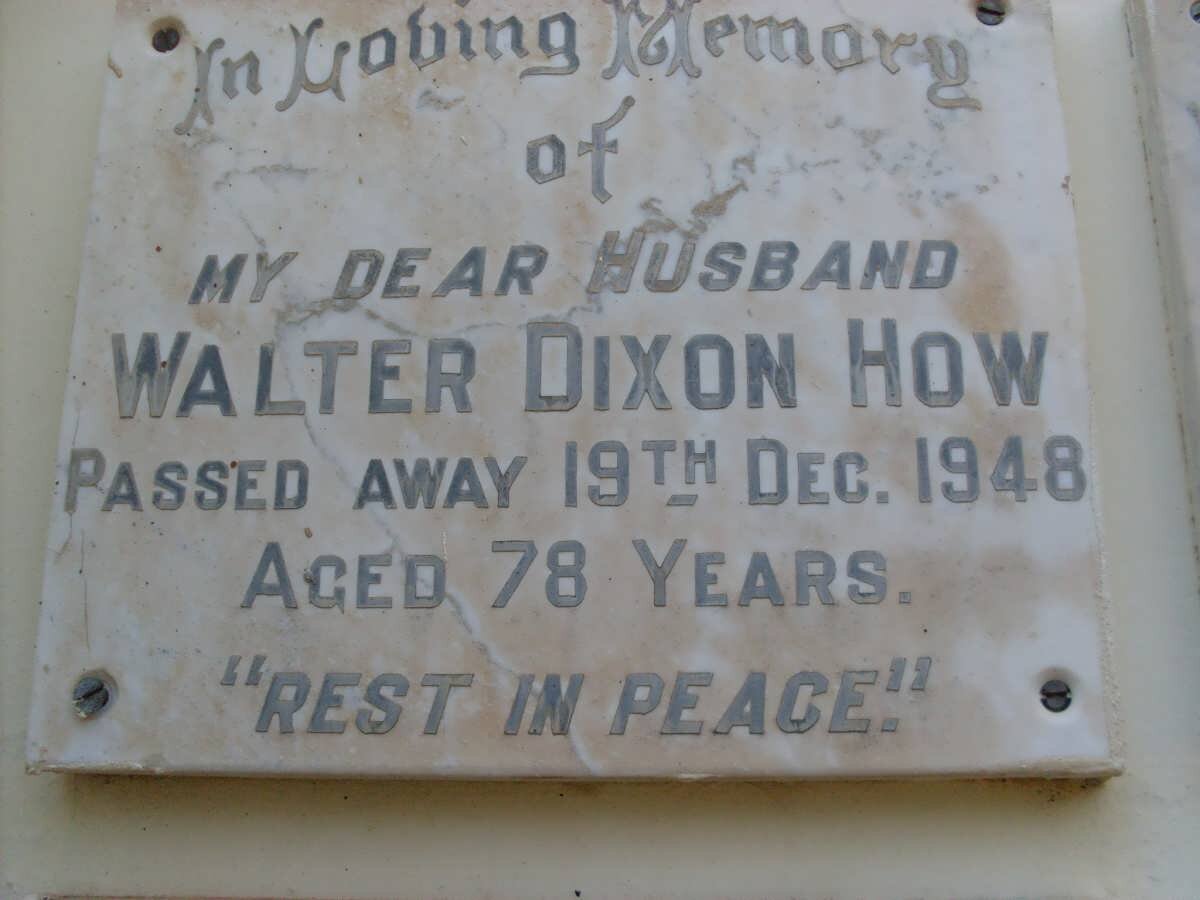 In Loving Memory
of
MY DEAR HUSBAND
WALTER DIXON HOW
PASSED AWAY 19TH DEC. 1948
AGED 78 YEARS.
"REST IN PEACE."